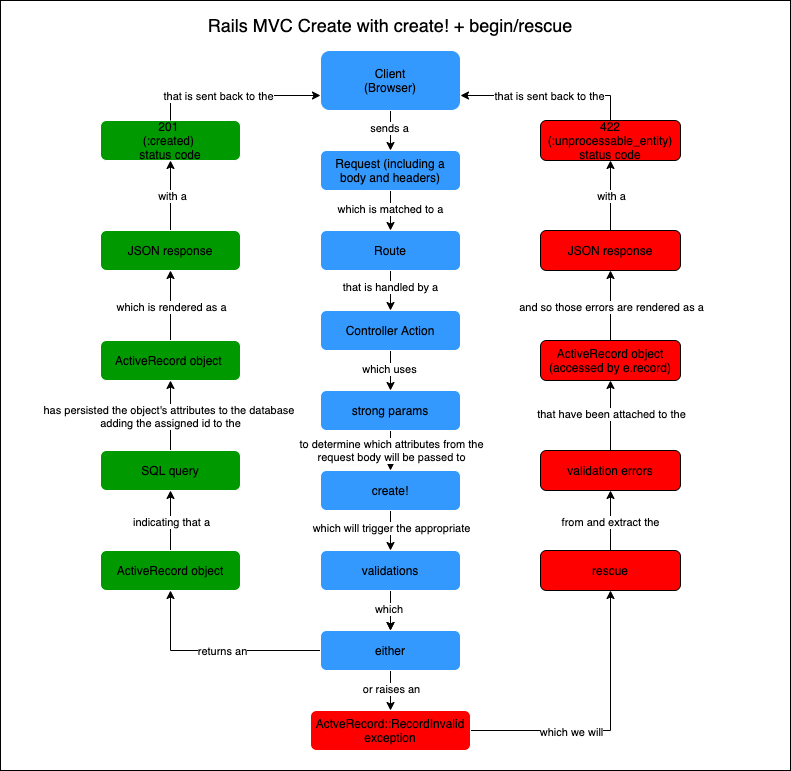 Rails MVC Create with create! + begin/rescue
Client
(Browser)
that is sent back to the
that is sent back to the
sends a
201
(:created)
status code
422
(:unprocessable_entity)
status code
Request (including a
body and headers)
with a
which is matched to a
with a
JSON response
Route
JSON response
which is rendered as a
that is handled by a
and so those errors are rendered as a
Controller Action
ActiveRecord object
which uses
ActiveRecord object
(accessed by e.record)
has persisted the object's attributes to the database
adding the assigned id to the
strong params
that have been attached to the
to determine which attributes from the
request body will be passed to
SQL query
create!
validation errors
indicating that a
which will trigger the appropriate
from and extract the
ActiveRecord object
validations
rescue
which
returns an
either
or raises an
ActveRecord::RecordInvalid
exception
which we will